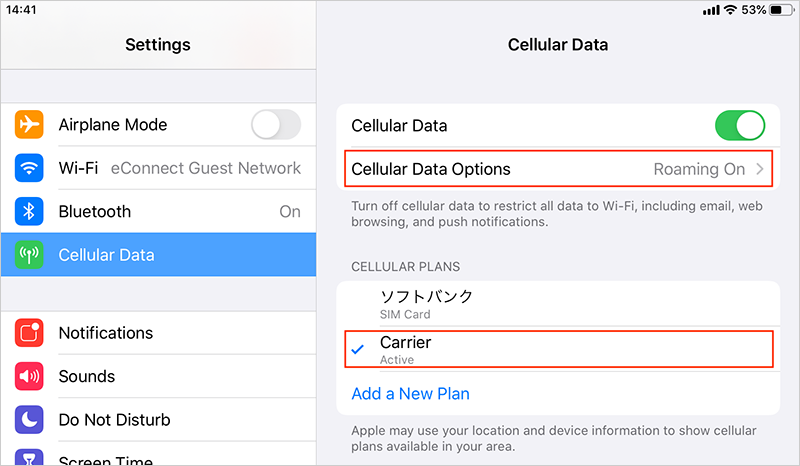 14:41
53%
Settings
Airplane Mode
Wi-Fi eConnect Guest Network
Bluetooth On
Cellular Data
Notifications
Sounds
Do Not Disturb
Screen Time
Cellular Data
Cellular Data
Cellular Data Options Roaming On
Turn off cellular data to restrict all data to Wi-Fi, including email, web
browsing, and push notifications.
CELLULAR PLANS
ソフトバンク
SIM Card
Carrier
Active
Add a New Plan
Apple may use your location and device information to show cellular
plans available in your area.